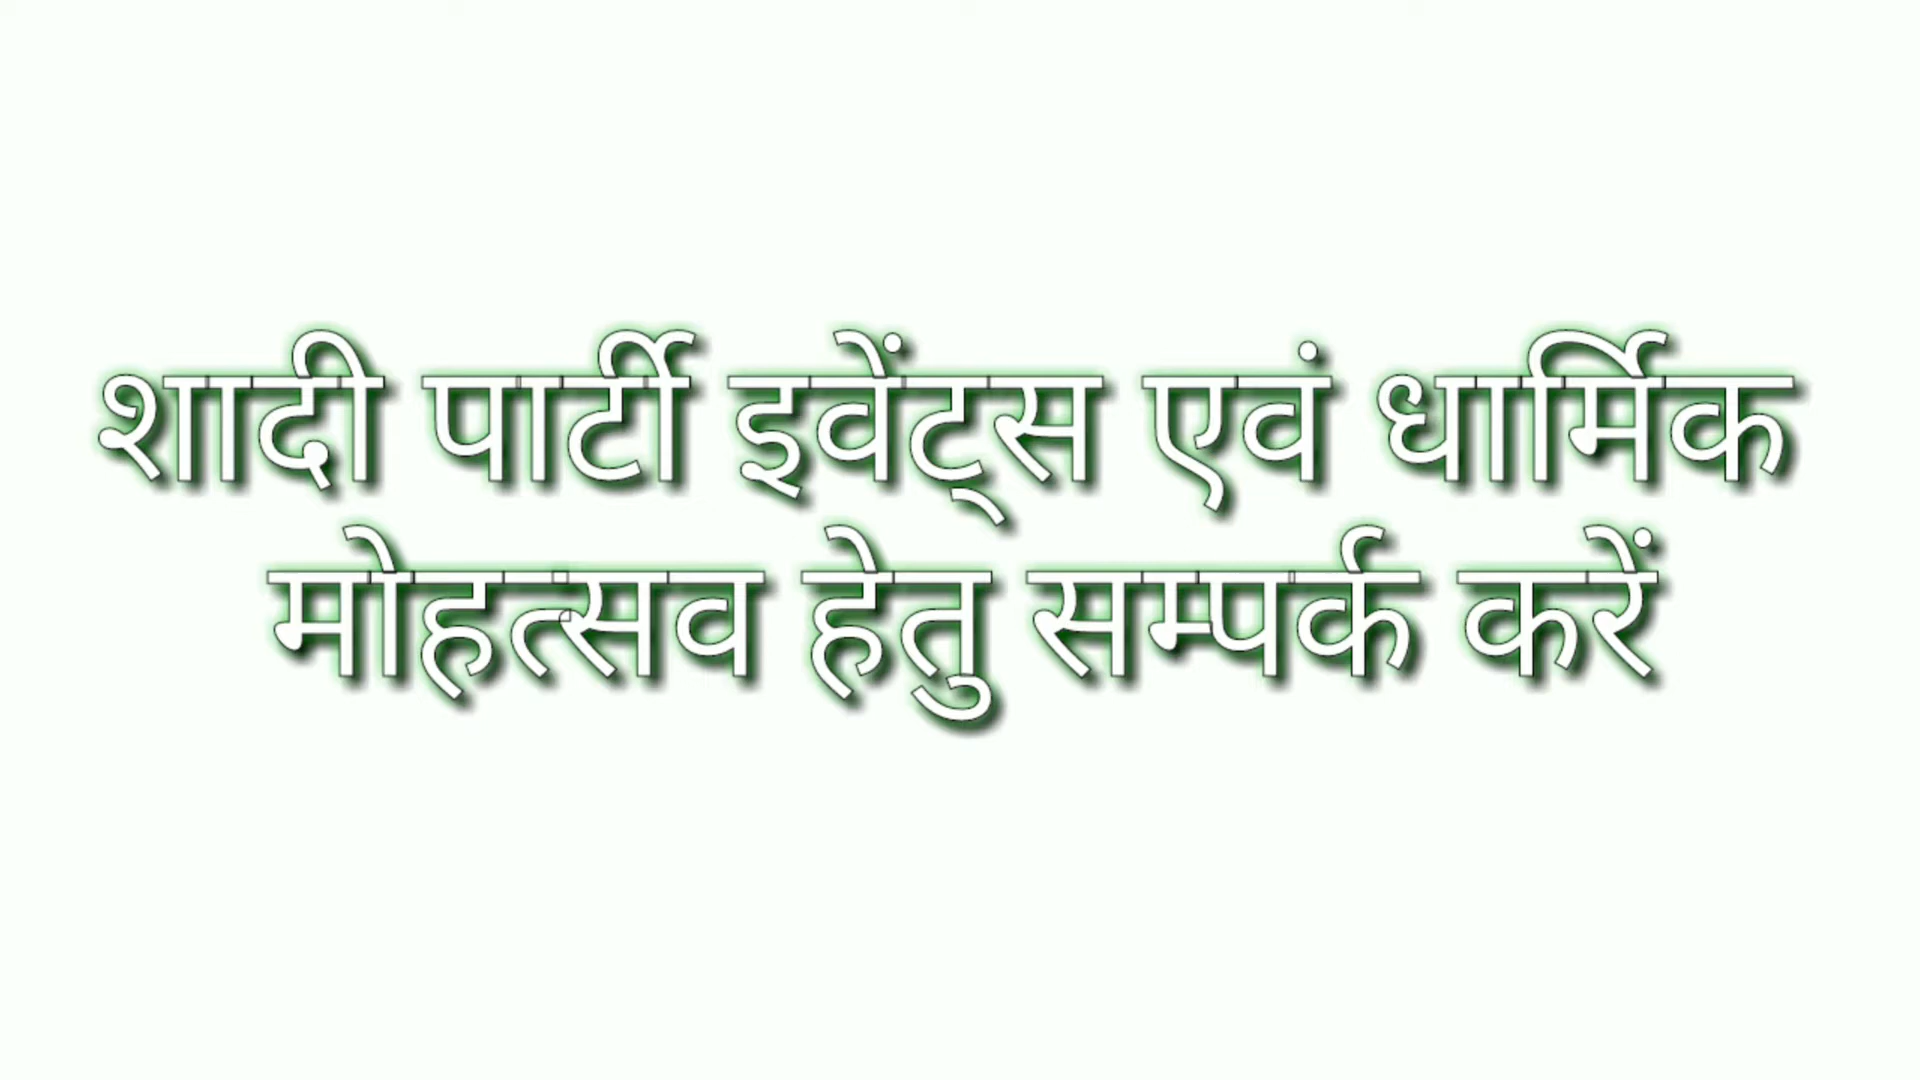 शादी पार्टी इवेंट्स एवं धार्मिक
मोहत्सव हेतु सम्पर्क करें